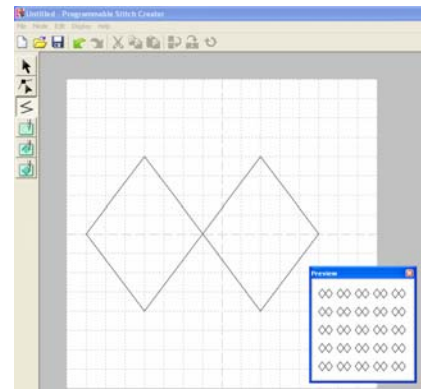 Untitled - Programmable Stitch Creator
File Mode Edit Display Help
Preview